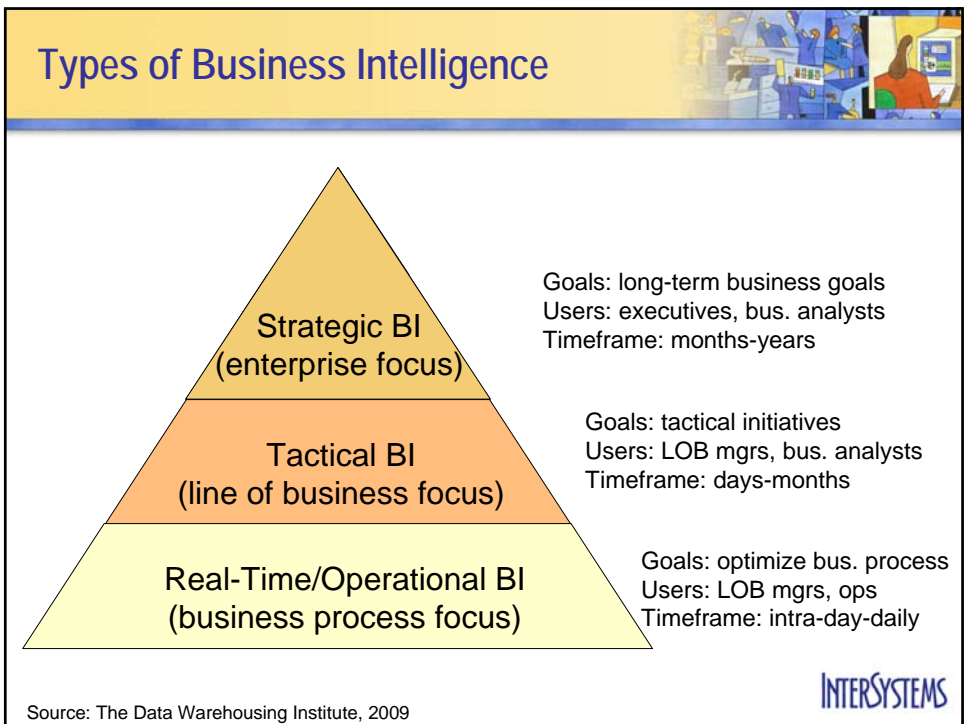 Types of Business Intelligence
Strategic BI
(enterprise focus)
Goals: long-term business goals
Users: executives, bus. analysts
Timeframe: months-years
Tactical BI
(line of business focus)
Goals: tactical initiatives
Users: LOB mgrs, bus. analysts
Timeframe: days-months
Real-Time/Operational BI
(business process focus)
Goals: optimize bus. process
Users: LOB mgrs, ops
Timeframe: intra-day-daily
Source: The Data Warehousing Institute, 2009
INTERSYSTEMS